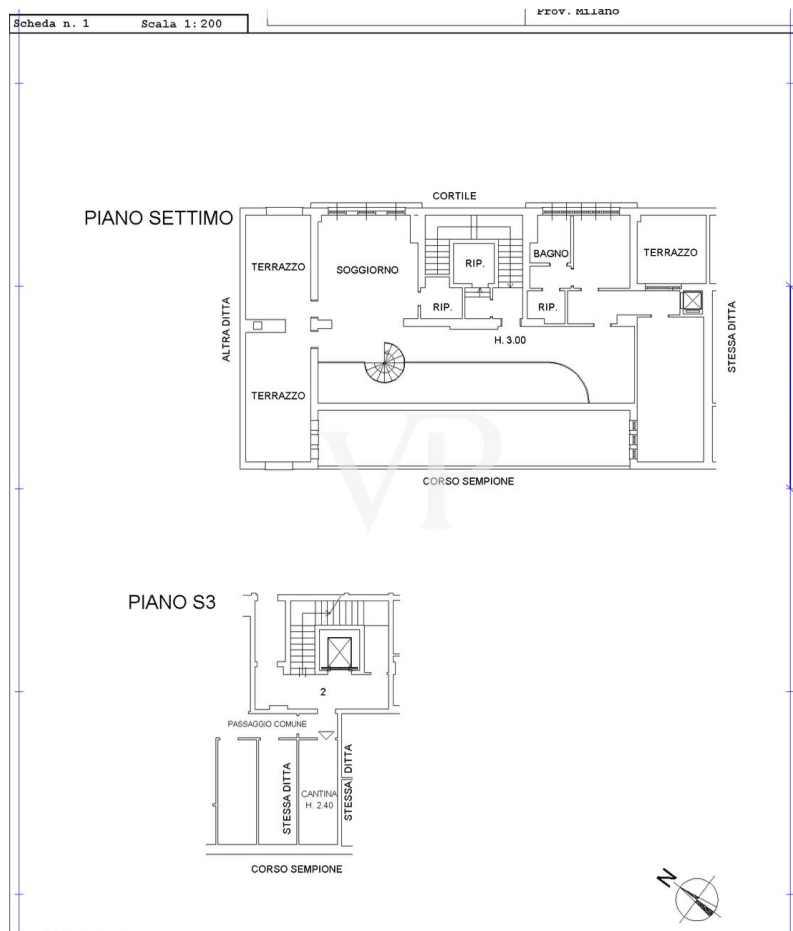 Prov. Milano
Scheda n. 1 Scala 1:200
CORTILE
PIANO SETTIMO
TERRAZZO
SOGGIORNO
RIP.
BAGNO
TERRAZZO
RIP.
RIP.
ALTRA DITTA
H. 3.00
STESSA DITTA
TERRAZZO
VP
CORSO SEMPIONE
PIANO S3
2
PASSAGGIO COMUNE
STESSA DITTA
CANTINA
H. 2.40
STESSA DITTA
CORSO SEMPIONE
N